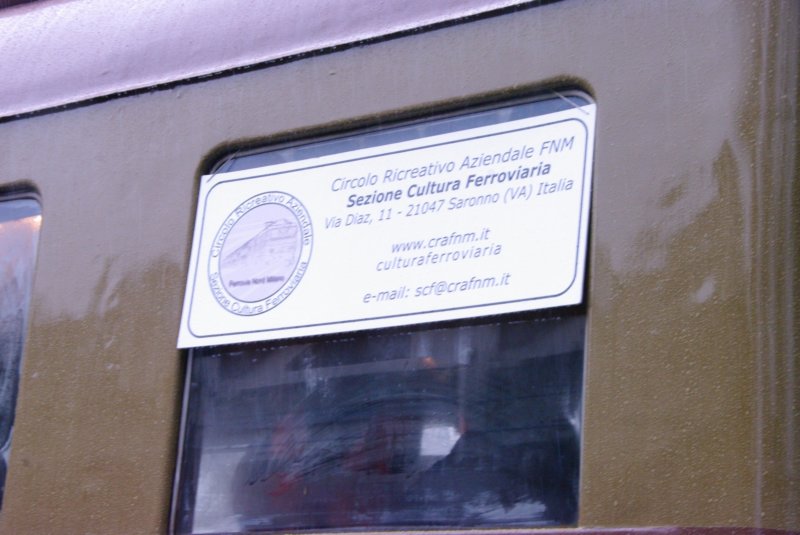 Circolo Ricreativo Aziendale FNM
Sezione Cultura Ferroviaria
Via Diaz, 11 - 21047 Saronno (VA) Italia
www.crafnm.it
culturaferroviaria
e-mail: scf@crafnm.it
Circolo Ricreativo Aziendale
Ferrovie Nord Milano
Sezione Cultura Ferroviaria